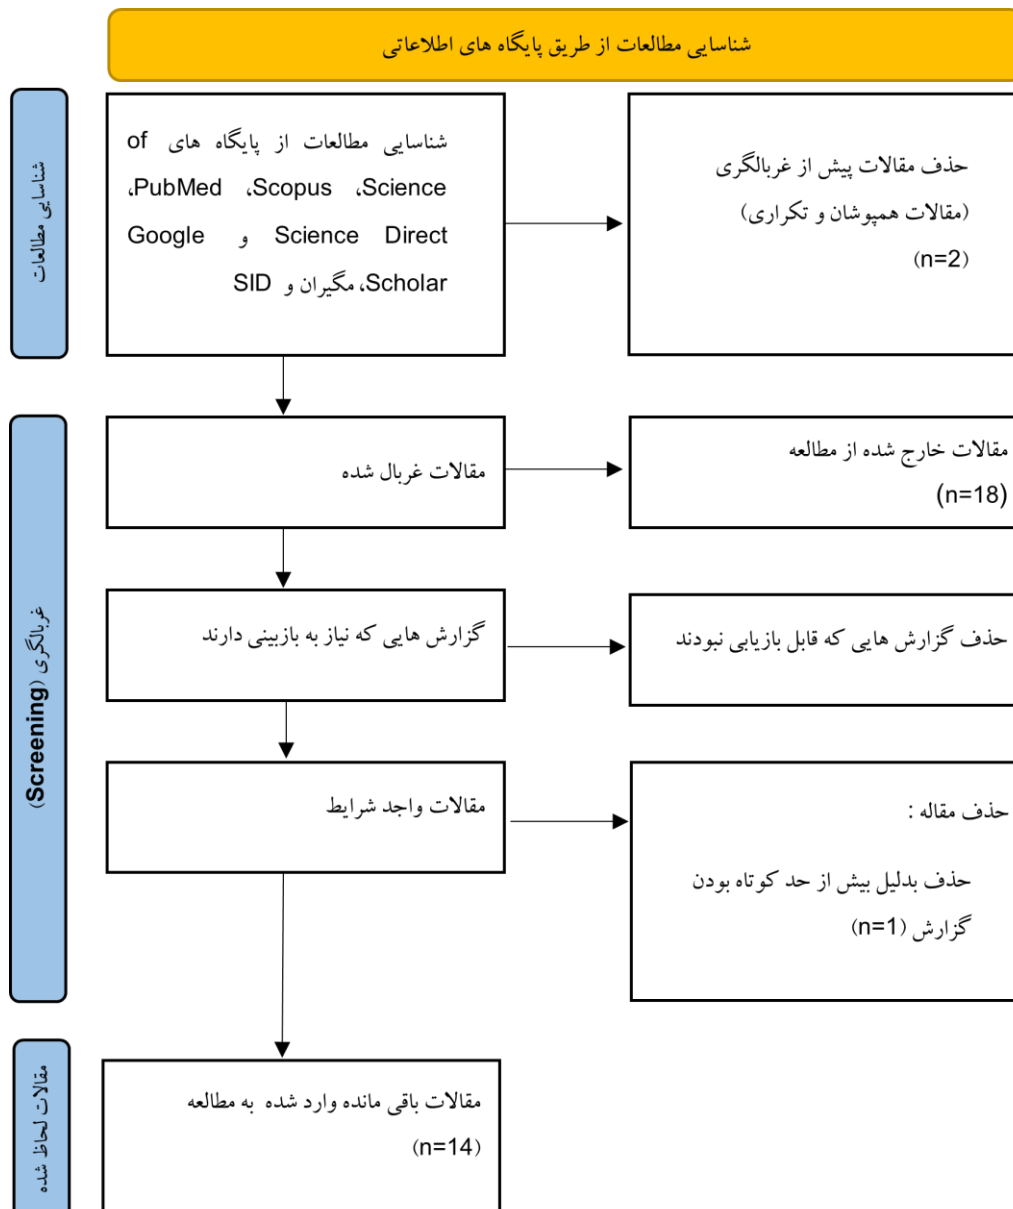 شناسایی مطالعات از طریق پایگاه های اطلاعاتی
شناسایی مطالعات
شناسایی مطالعات از پایگاه های of
Science، Scopus، PubMed،
Science Direct و Google
Scholar، مگیران و SID
حذف مقالات پیش از غربالگری
(مقالات همپوشان و تکراری)
(n=2)
غربالگری (Screening)
مقالات غربال شده
مقالات خارج شده از مطالعه
(n=18)
گزارش هایی که نیاز به بازبینی دارند
حذف گزارش هایی که قابل بازیابی نبودند
مقالات واجد شرایط
حذف مقاله :
حذف بدلیل بیش از حد کوتاه بودن
گزارش (n=1)
مقالات لحاظ شده
مقالات باقی مانده وارد شده به مطالعه
(n=14)